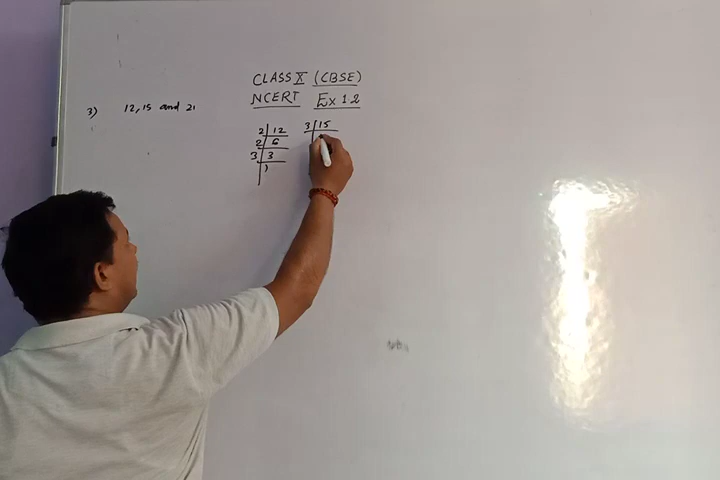 CLASS X (CBSE)
NCERT Ex 1.2
3) 12, 15 and 21
2 | 12
2 | 6
3 | 3
1
3 | 15